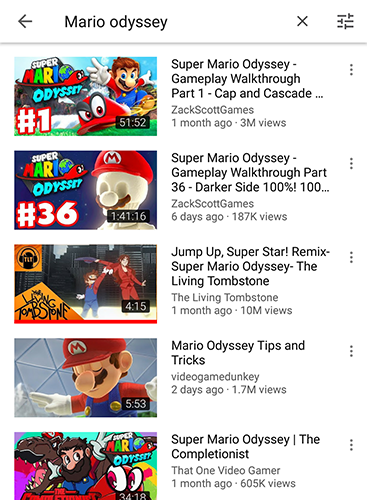 Mario odyssey
SUPER
MARIO
ODYSSEY
#1
51:52
Super Mario Odyssey -
Gameplay Walkthrough
Part 1 - Cap and Cascade ...
ZackScottGames
1 month ago · 3M views
SUPER
MARIO
ODYSSEY
#36
1:41:16
Super Mario Odyssey -
Gameplay Walkthrough Part
36 - Darker Side 100%! 100...
ZackScottGames
6 days ago · 187K views
TLT
THE
LIVING
TOMBSTONE
4:15
Jump Up, Super Star! Remix-
Super Mario Odyssey- The
Living Tombstone
The Living Tombstone
1 month ago · 10M views
M
5:53
Mario Odyssey Tips and
Tricks
videogamedunkey
2 days ago · 1.7M views
SUPER
MARIO
ODYSSEY
34:18
Super Mario Odyssey | The
Completionist
That One Video Gamer
1 month ago · 605K views